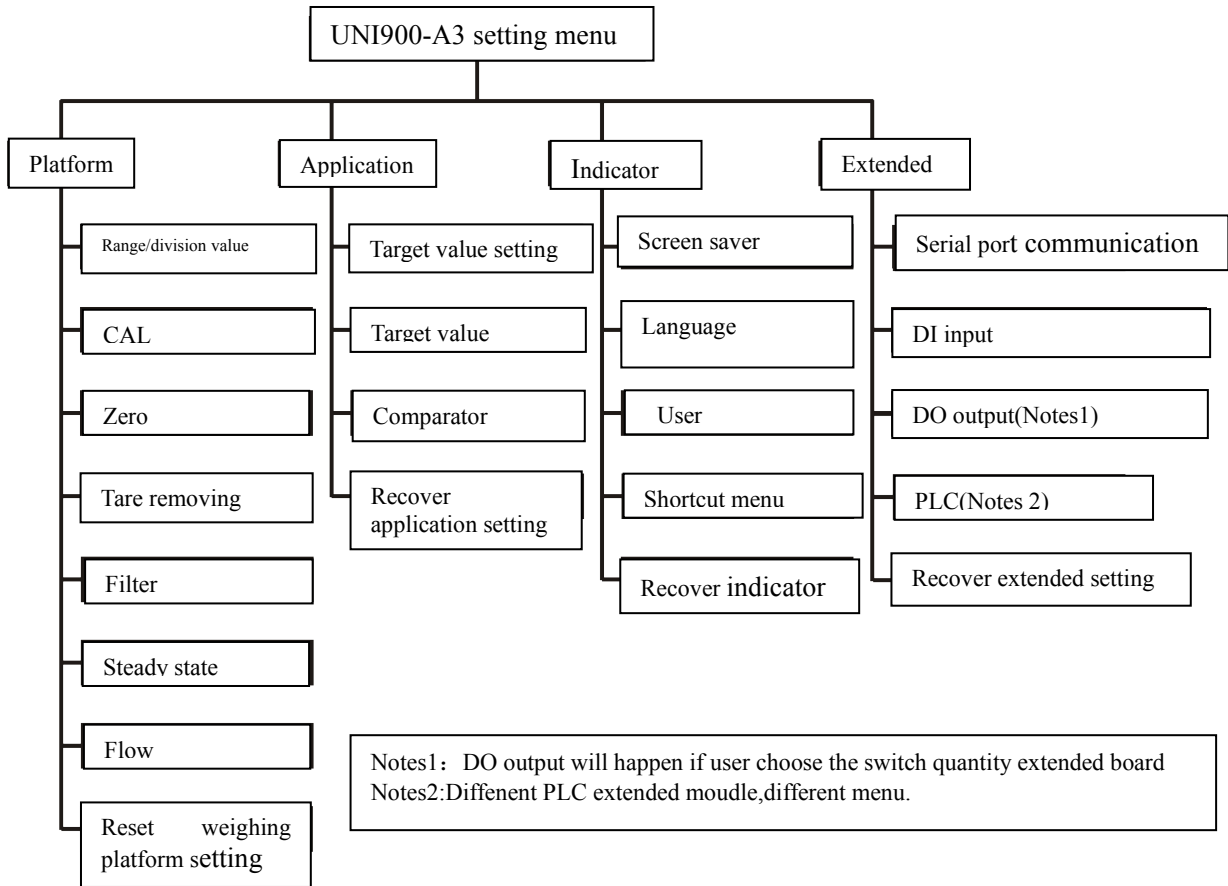 UNI900-A3 setting menu
Platform
Application
Indicator
Extended
Range/division value
CAL
Zero
Tare removing
Filter
Steady state
Flow
Reset weighing
platform setting
Target value setting
Target value
Comparator
Recover
application setting
Screen saver
Language
User
Shortcut menu
Recover indicator
Serial port communication
DI input
DO output(Notes1)
PLC(Notes 2)
Recover extended setting
Notes1：DO output will happen if user choose the switch quantity extended board
Notes2:Diffenent PLC extended moudle,different menu.